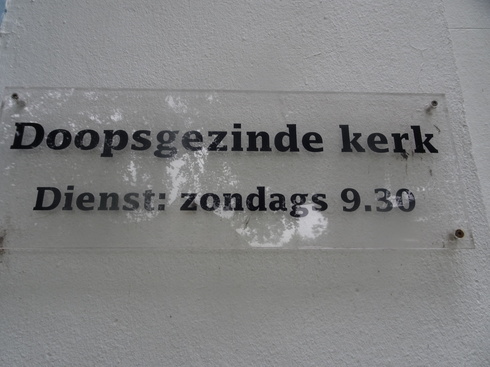 Doopsgezinde kerk
Dienst: zondags 9.30